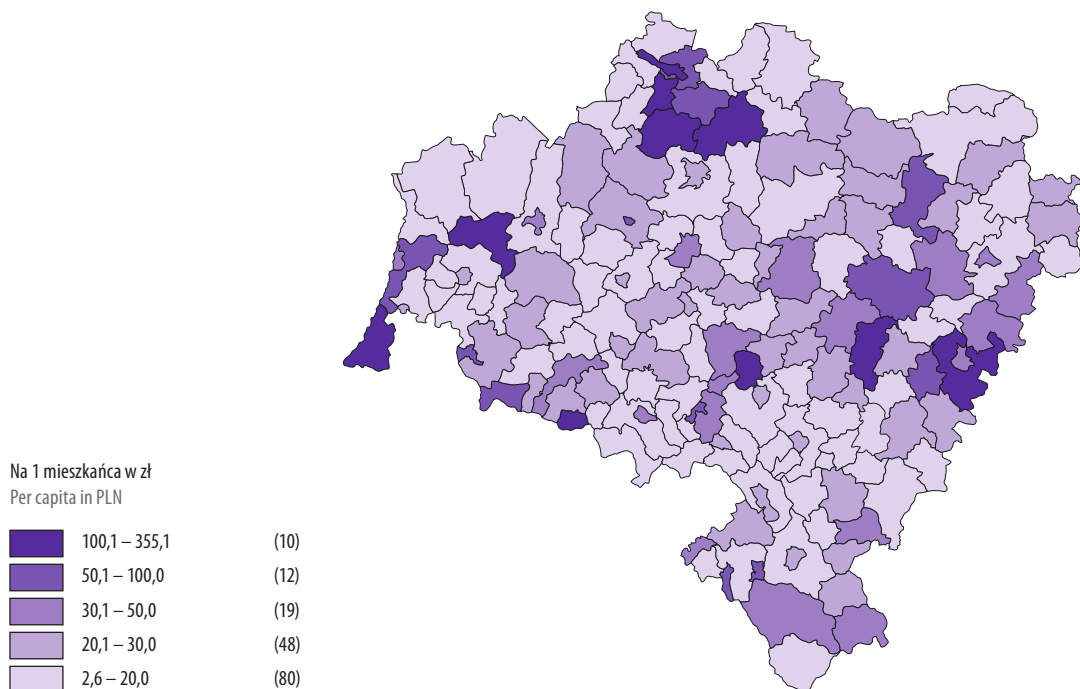 Na 1 mieszkańca w zł
Per capita in PLN
100,1 – 355,1 (10)
50,1 – 100,0 (12)
30,1 – 50,0 (19)
20,1 – 30,0 (48)
2,6 – 20,0 (80)